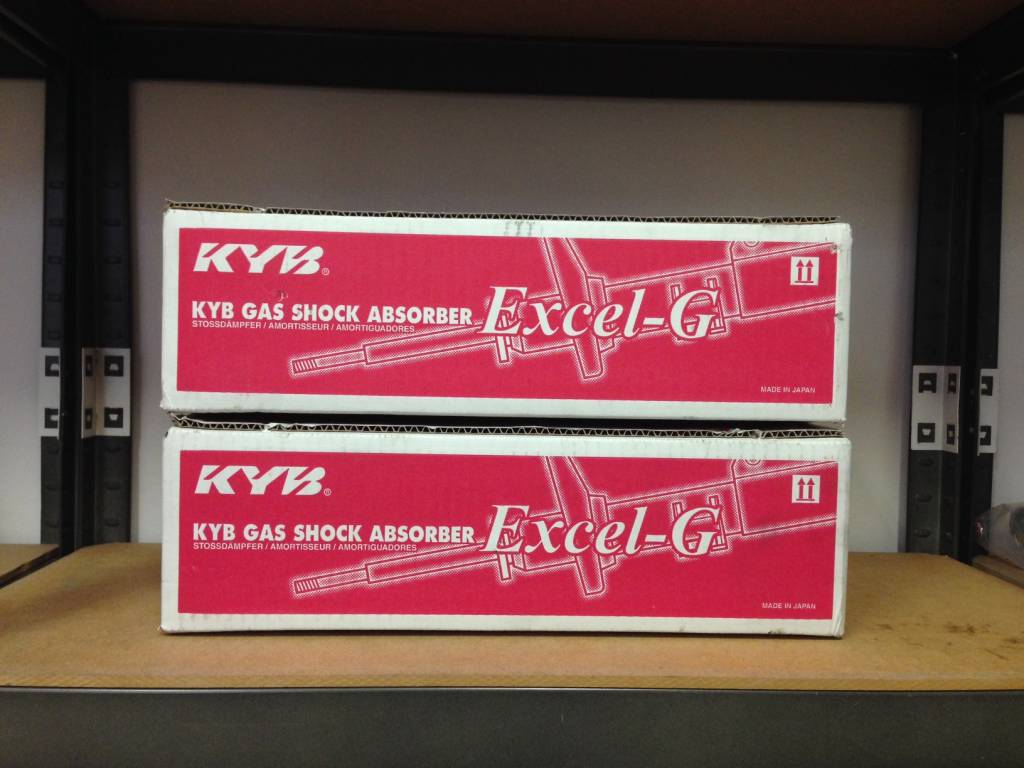 KYB®
KYB GAS SHOCK ABSORBER Excel-G
STOSSDÄMPFER / AMORTISSEUR / AMORTIGUADORES
MADE IN JAPAN
KYB®
KYB GAS SHOCK ABSORBER Excel-G
STOSSDÄMPFER / AMORTISSEUR / AMORTIGUADORES
MADE IN JAPAN